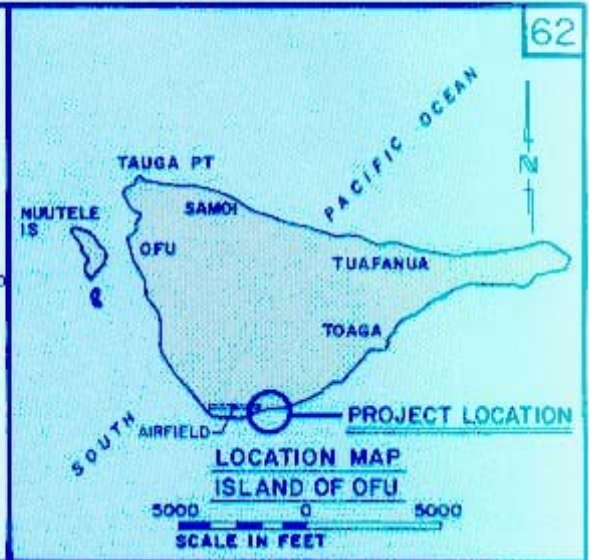 62
PACIFIC OCEAN
N
TAUGA PT
NUUTELE
IS
SAMOI
OFU
TUAFANUA
TOAGA
SOUTH
AIRFIELD
PROJECT LOCATION
LOCATION MAP
ISLAND OF OFU
5000 0 5000
SCALE IN FEET